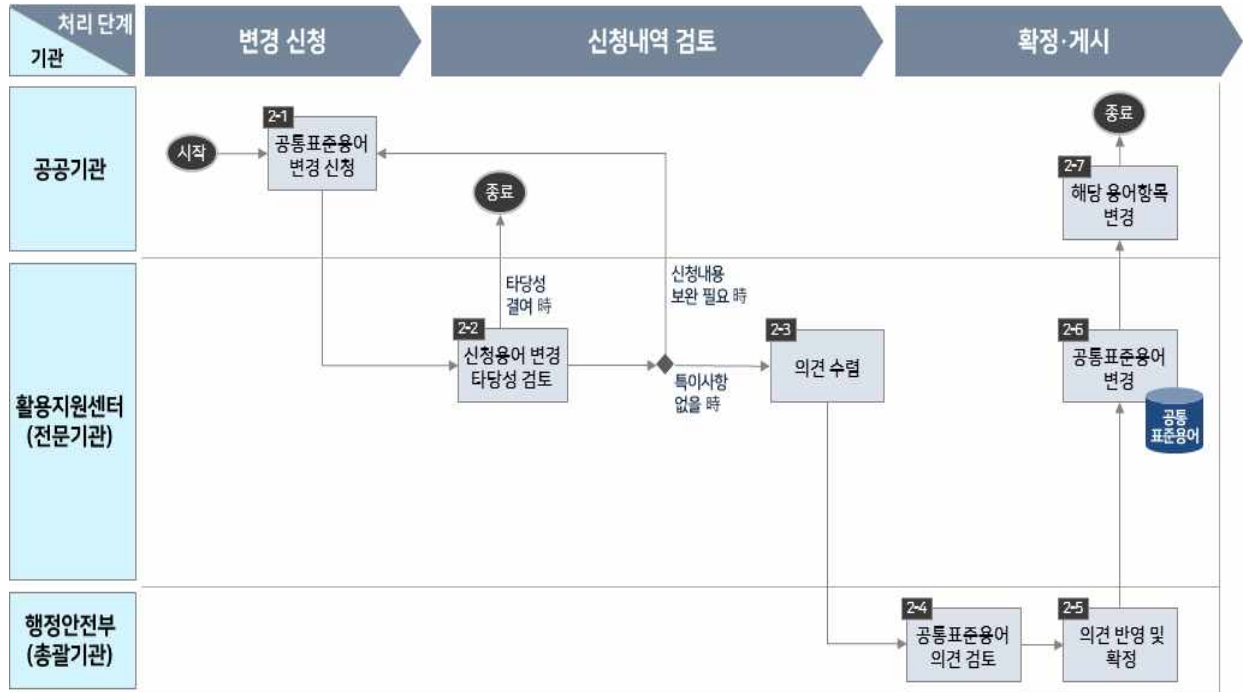 처리 단계
기관
변경 신청
신청내역 검토
확정·게시
공공기관
시작
2-1
공통표준용어
변경 신청
종료
종료
2-7
해당 용어항목
변경
활용지원센터
(전문기관)
타당성
결여 時
신청내용
보완 필요 時
2-2
신청용어 변경
타당성 검토
특이사항
없을 時
2-3
의견 수렴
2-6
공통표준용어
변경
공통
표준용어
행정안전부
(총괄기관)
2-4
공통표준용어
의견 검토
2-5
의견 반영 및
확정